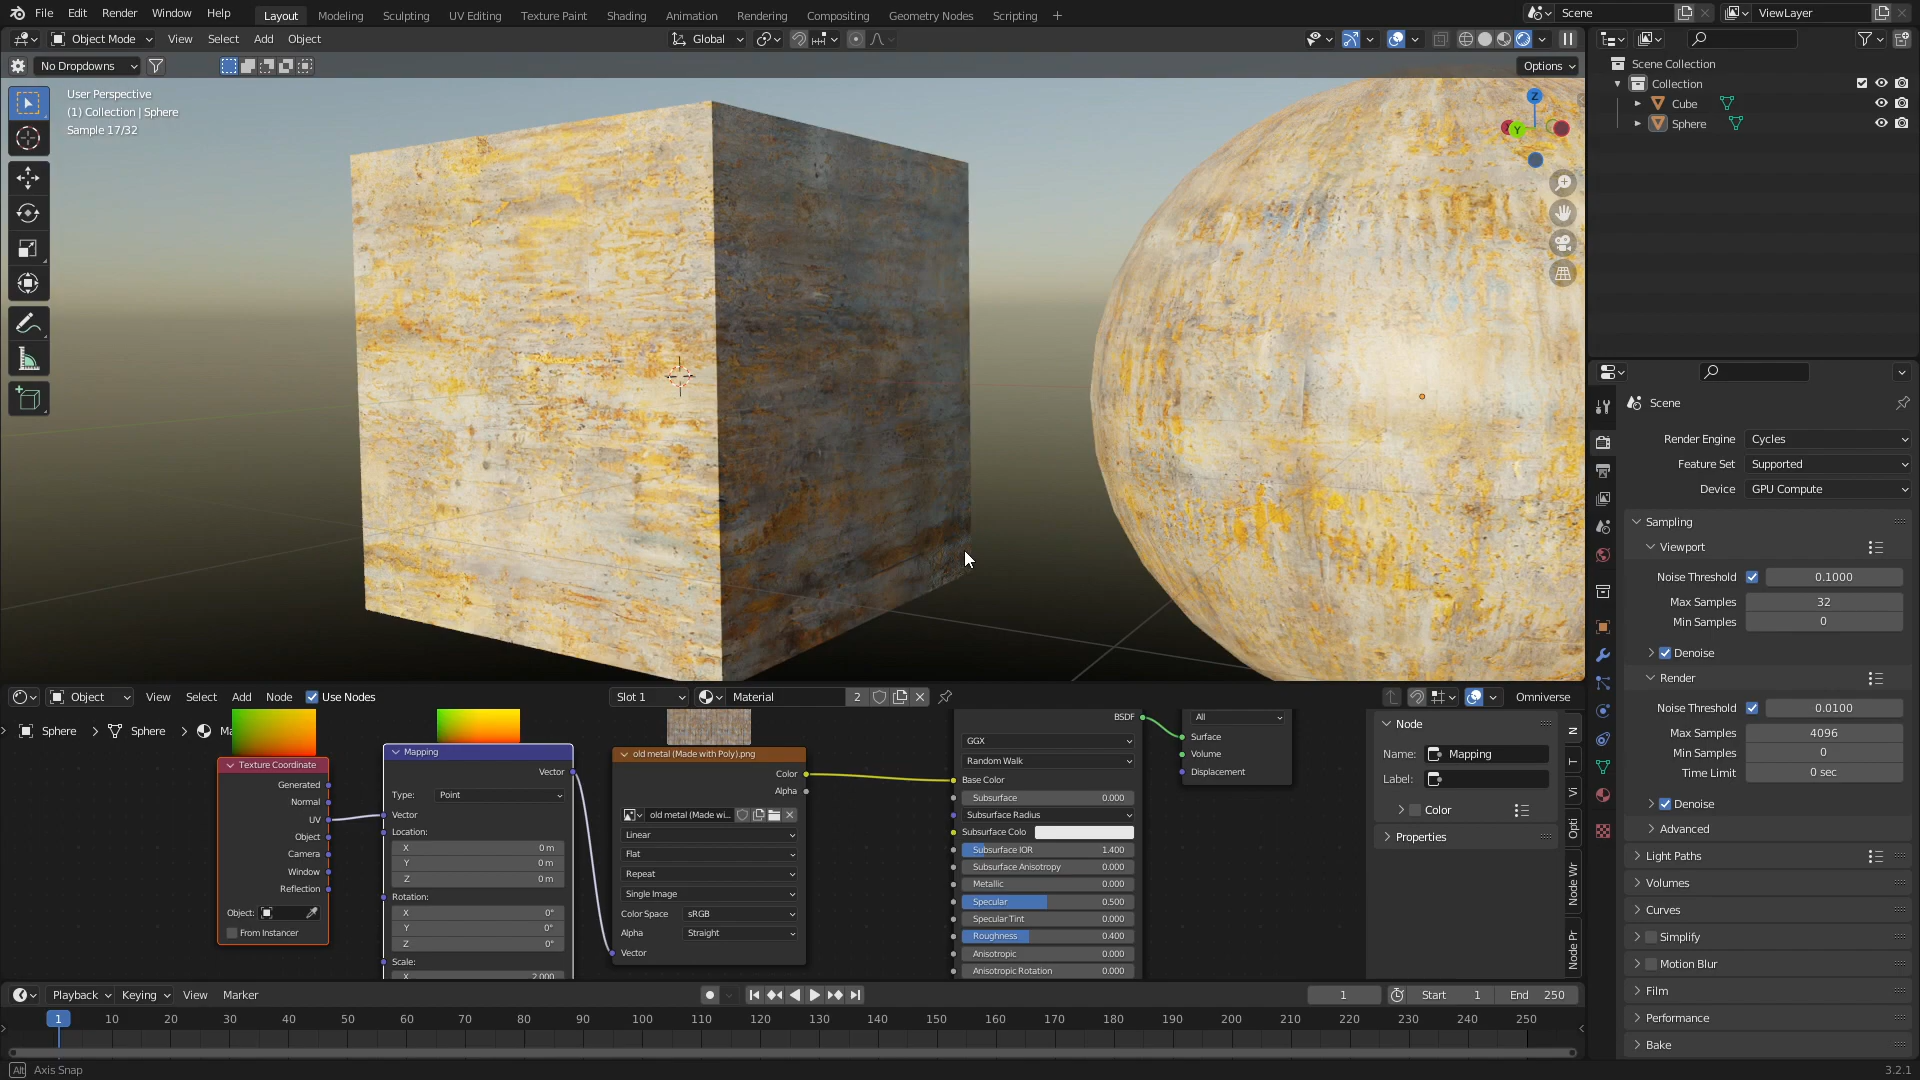 File Edit Render Window Help
Layout Modeling Sculpting UV Editing Texture Paint Shading Animation Rendering Compositing Geometry Nodes Scripting +
Scene
ViewLayer
Object Mode View Select Add Object
Global
No Dropdowns
Options
User Perspective
(1) Collection | Sphere
Sample 17/32
Z
Y
Scene Collection
Collection
Cube
Sphere
Scene
Render Engine Cycles
Feature Set Supported
Device GPU Compute
Sampling
Viewport
Noise Threshold 0.1000
Max Samples 32
Min Samples 0
Denoise
Render
Noise Threshold 0.0100
Max Samples 4096
Min Samples 0
Time Limit 0 sec
Denoise
Advanced
Light Paths
Volumes
Curves
Simplify
Motion Blur
Film
Performance
Bake
Object View Select Add Node Use Nodes
Slot 1 Material 2
Omniverse
Sphere > Sphere > Ma
Texture Coordinate
Generated
Normal
UV
Object
Camera
Window
Reflection
Object:
From Instancer
Mapping
Vector
Type: Point
Vector
Location:
X 0 m
Y 0 m
Z 0 m
Rotation:
X 0°
Y 0°
Z 0°
Scale:
X 2.000
old metal (Made with Poly).png
Color
Alpha
old metal (Made wi...
Linear
Flat
Repeat
Single Image
Color Space sRGB
Alpha Straight
Vector
BSDF
GGX
Random Walk
Base Color
Subsurface 0.000
Subsurface Radius
Subsurface Colo
Subsurface IOR 1.400
Subsurface Anisotropy 0.000
Metallic 0.000
Specular 0.500
Specular Tint 0.000
Roughness 0.400
Anisotropic 0.000
Anisotropic Rotation 0.000
All
Surface
Volume
Displacement
Node
Name: Mapping
Label:
Color
Properties
N
T
Vi
Opti
Node Wr
Node Pr
Playback Keying View Marker
1 Start 1 End 250
1 10 20 30 40 50 60 70 80 90 100 110 120 130 140 150 160 170 180 190 200 210 220 230 240 250
Alt Axis Snap
3.2.1